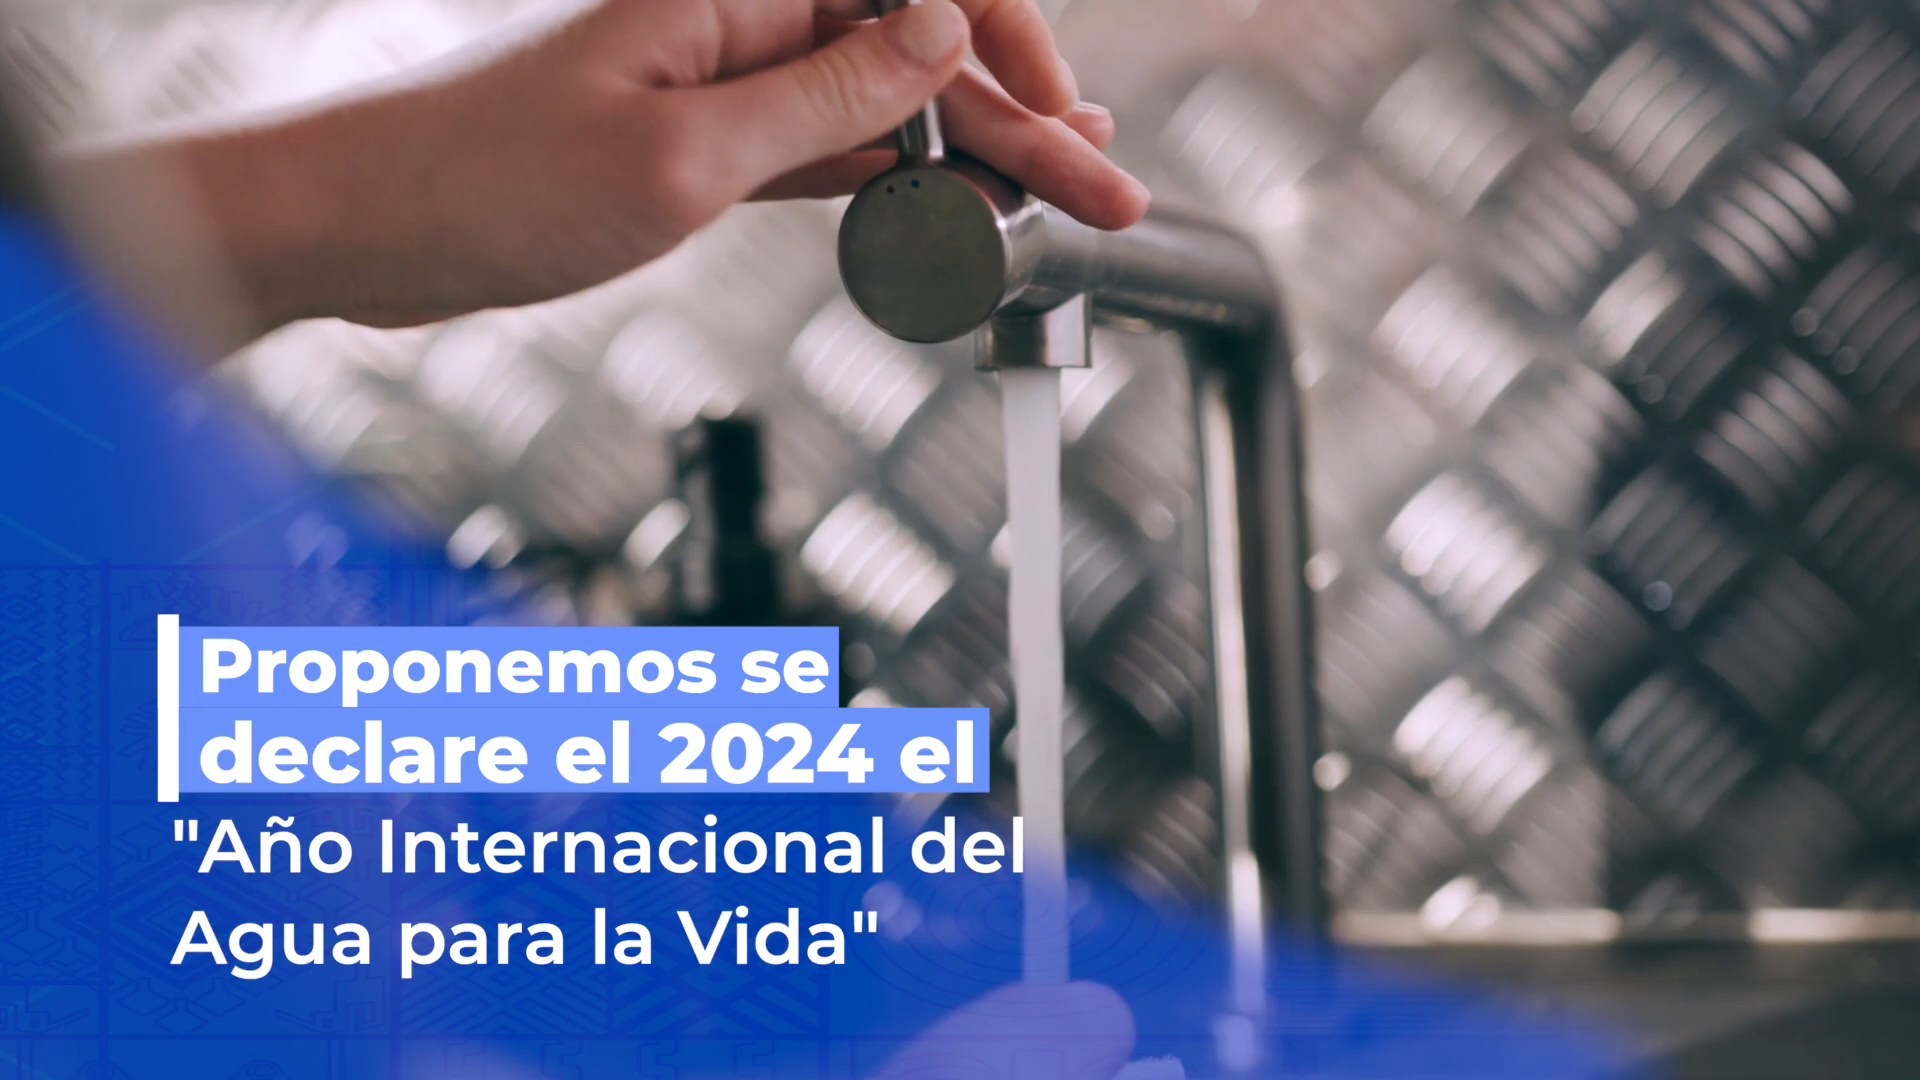 Proponemos se
declare el 2024 el
"Año Internacional del
Agua para la Vida"